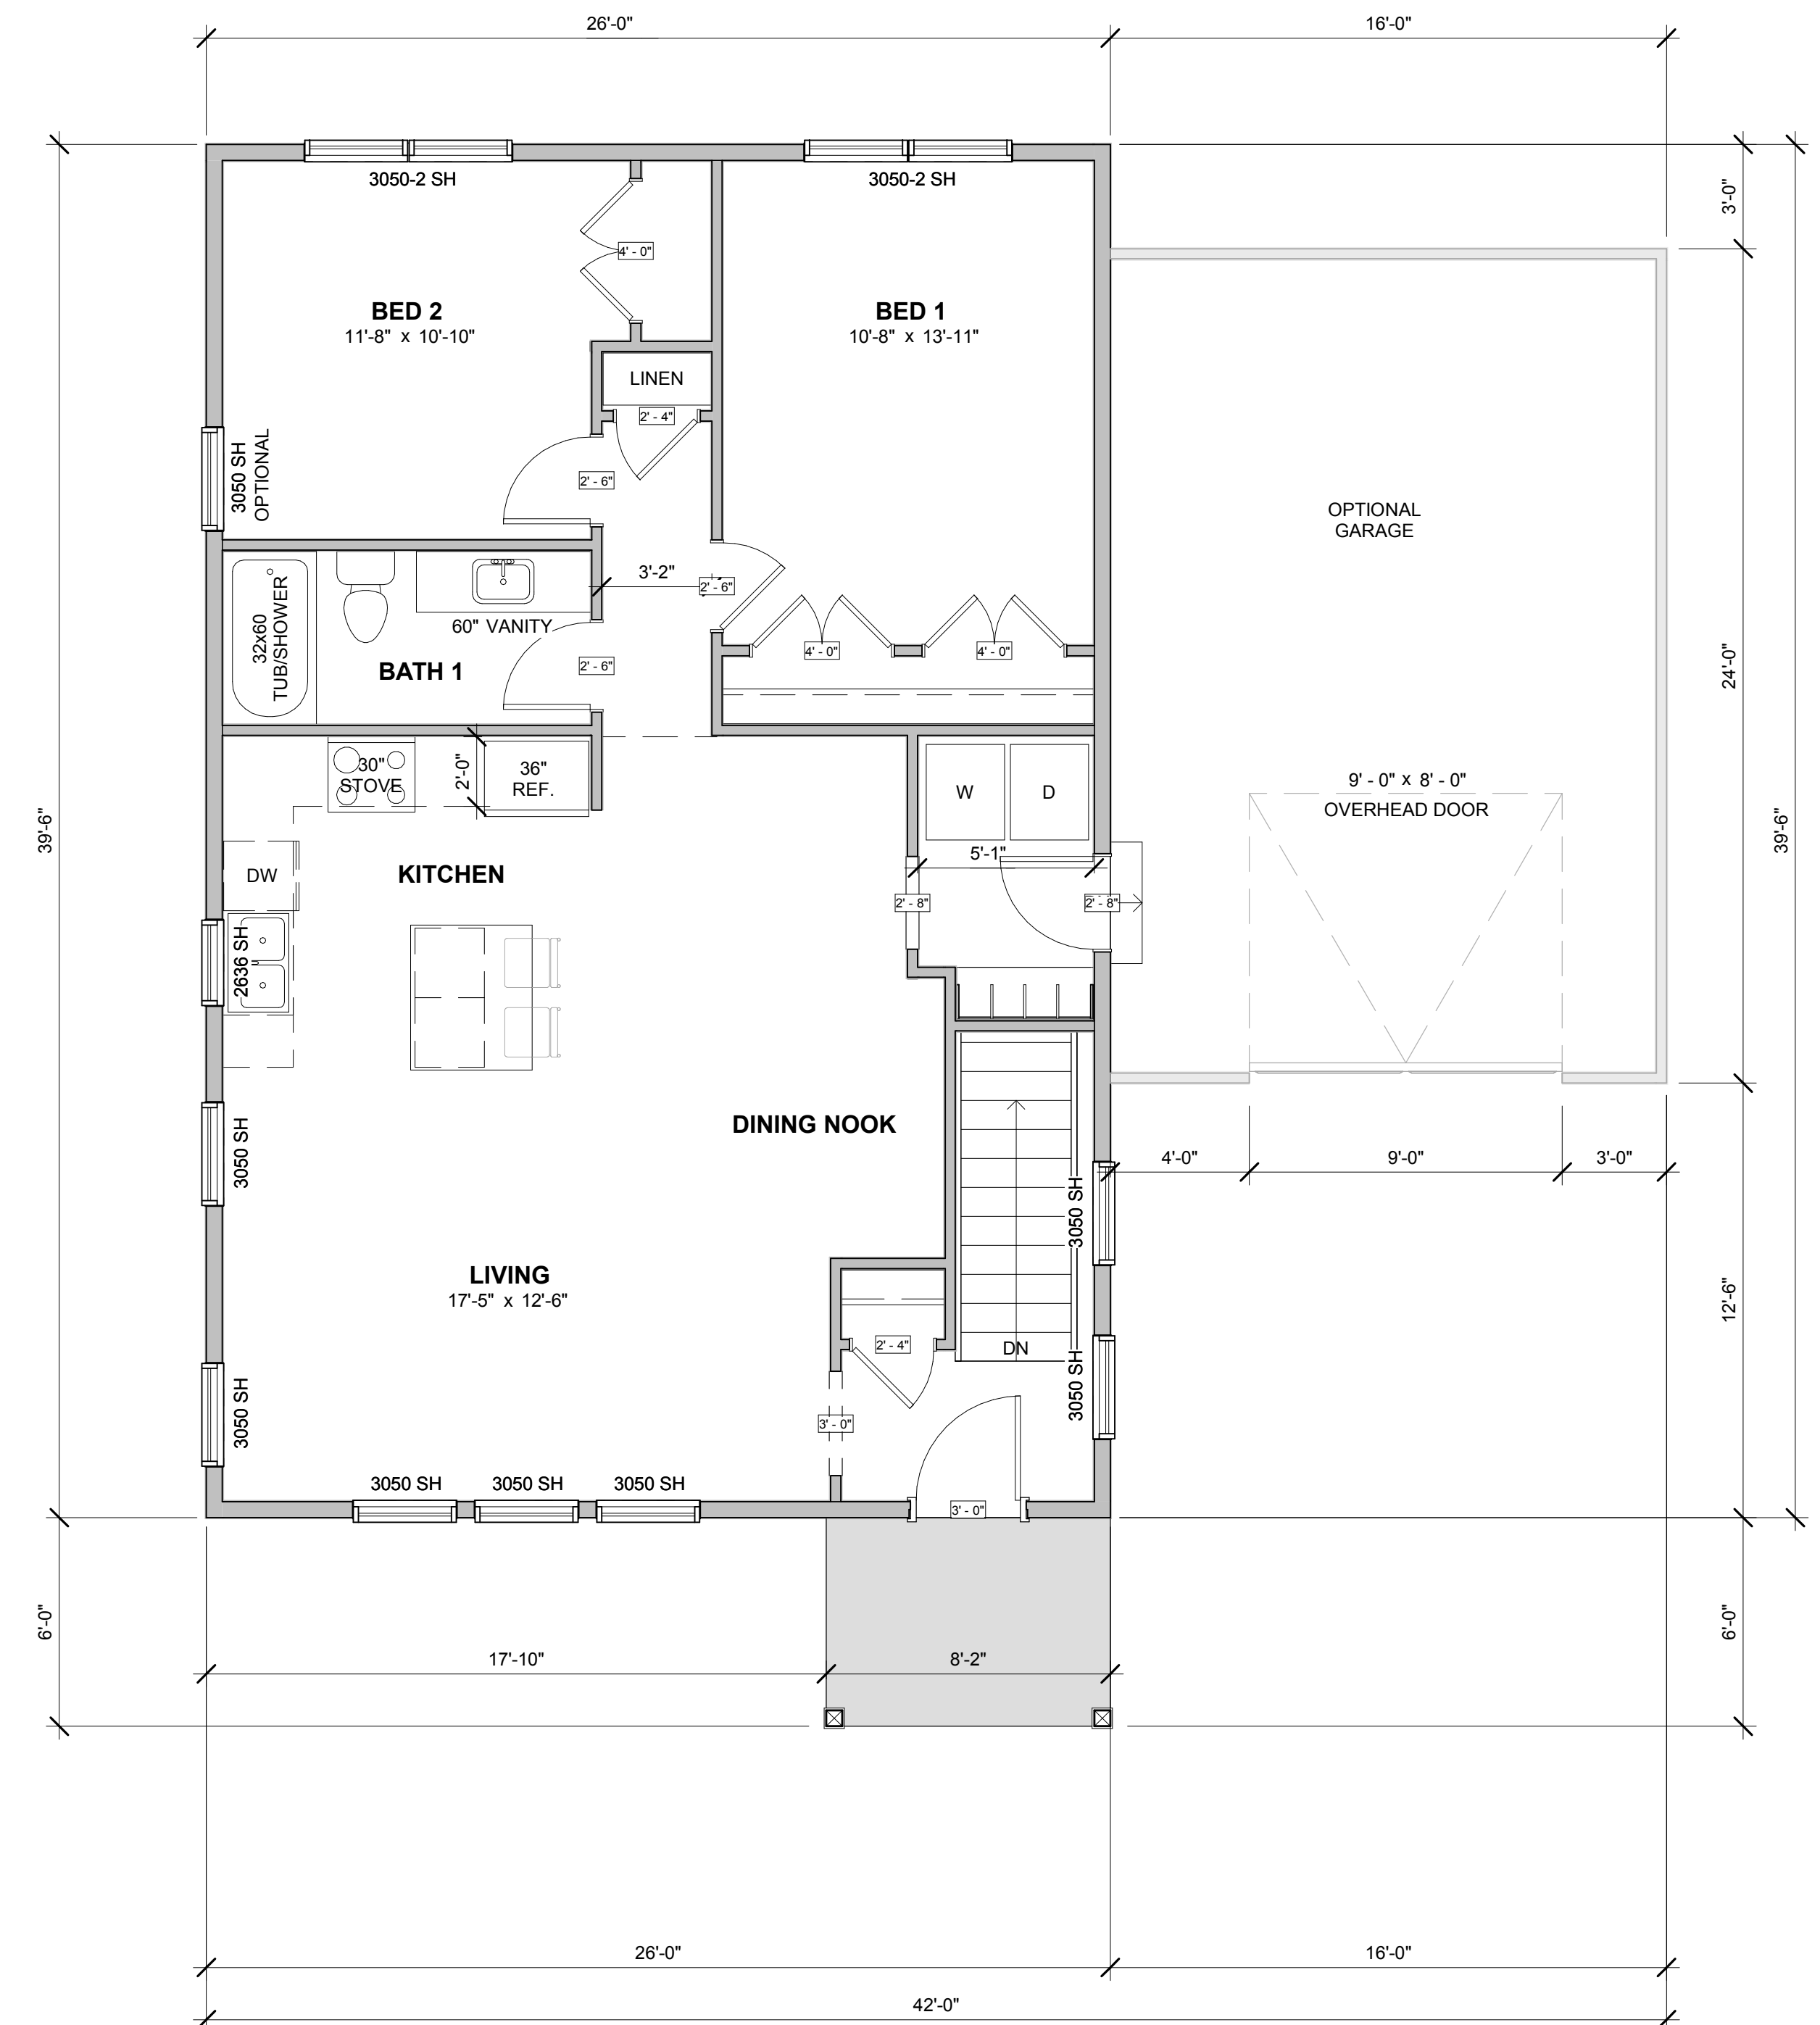 26'-0"
16'-0"
3050-2 SH
3050-2 SH
3'-0"
4' - 0"
BED 2
11'-8" x 10'-10"
BED 1
10'-8" x 13'-11"
LINEN
2' - 4"
3050 SH
OPTIONAL
2' - 6"
OPTIONAL
GARAGE
3'-2"
2' - 6"
32x60
TUB/SHOWER
60" VANITY
BATH 1
2' - 6"
4' - 0"
4' - 0"
24'-0"
30"
STOVE
2'-0"
36"
REF.
W
D
9' - 0" x 8' - 0"
OVERHEAD DOOR
39'-6"
39'-6"
5'-1"
DW
KITCHEN
2' - 8"
2' - 8"
2636 SH
DINING NOOK
3050 SH
4'-0"
9'-0"
3'-0"
3050 SH
LIVING
17'-5" x 12'-6"
12'-6"
2' - 4"
DN
3050 SH
3050 SH
3' - 0"
3050 SH
3050 SH
3050 SH
3' - 0"
6'-0"
6'-0"
17'-10"
8'-2"
26'-0"
16'-0"
42'-0"